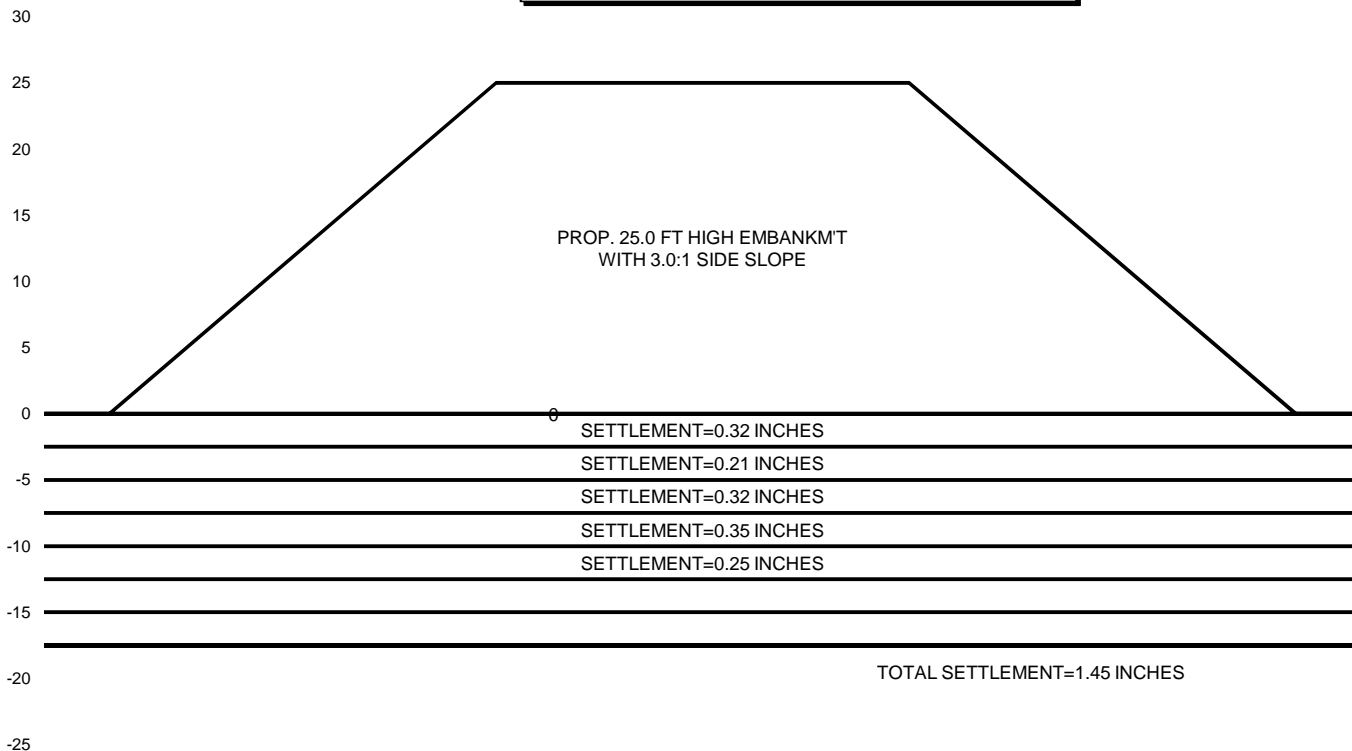 30
25
20
15
PROP. 25.0 FT HIGH EMBANKM'T
WITH 3.0:1 SIDE SLOPE
10
5
0
0
SETTLEMENT=0.32 INCHES
SETTLEMENT=0.21 INCHES
-5
SETTLEMENT=0.32 INCHES
SETTLEMENT=0.35 INCHES
-10
SETTLEMENT=0.25 INCHES
-15
-20
TOTAL SETTLEMENT=1.45 INCHES
-25